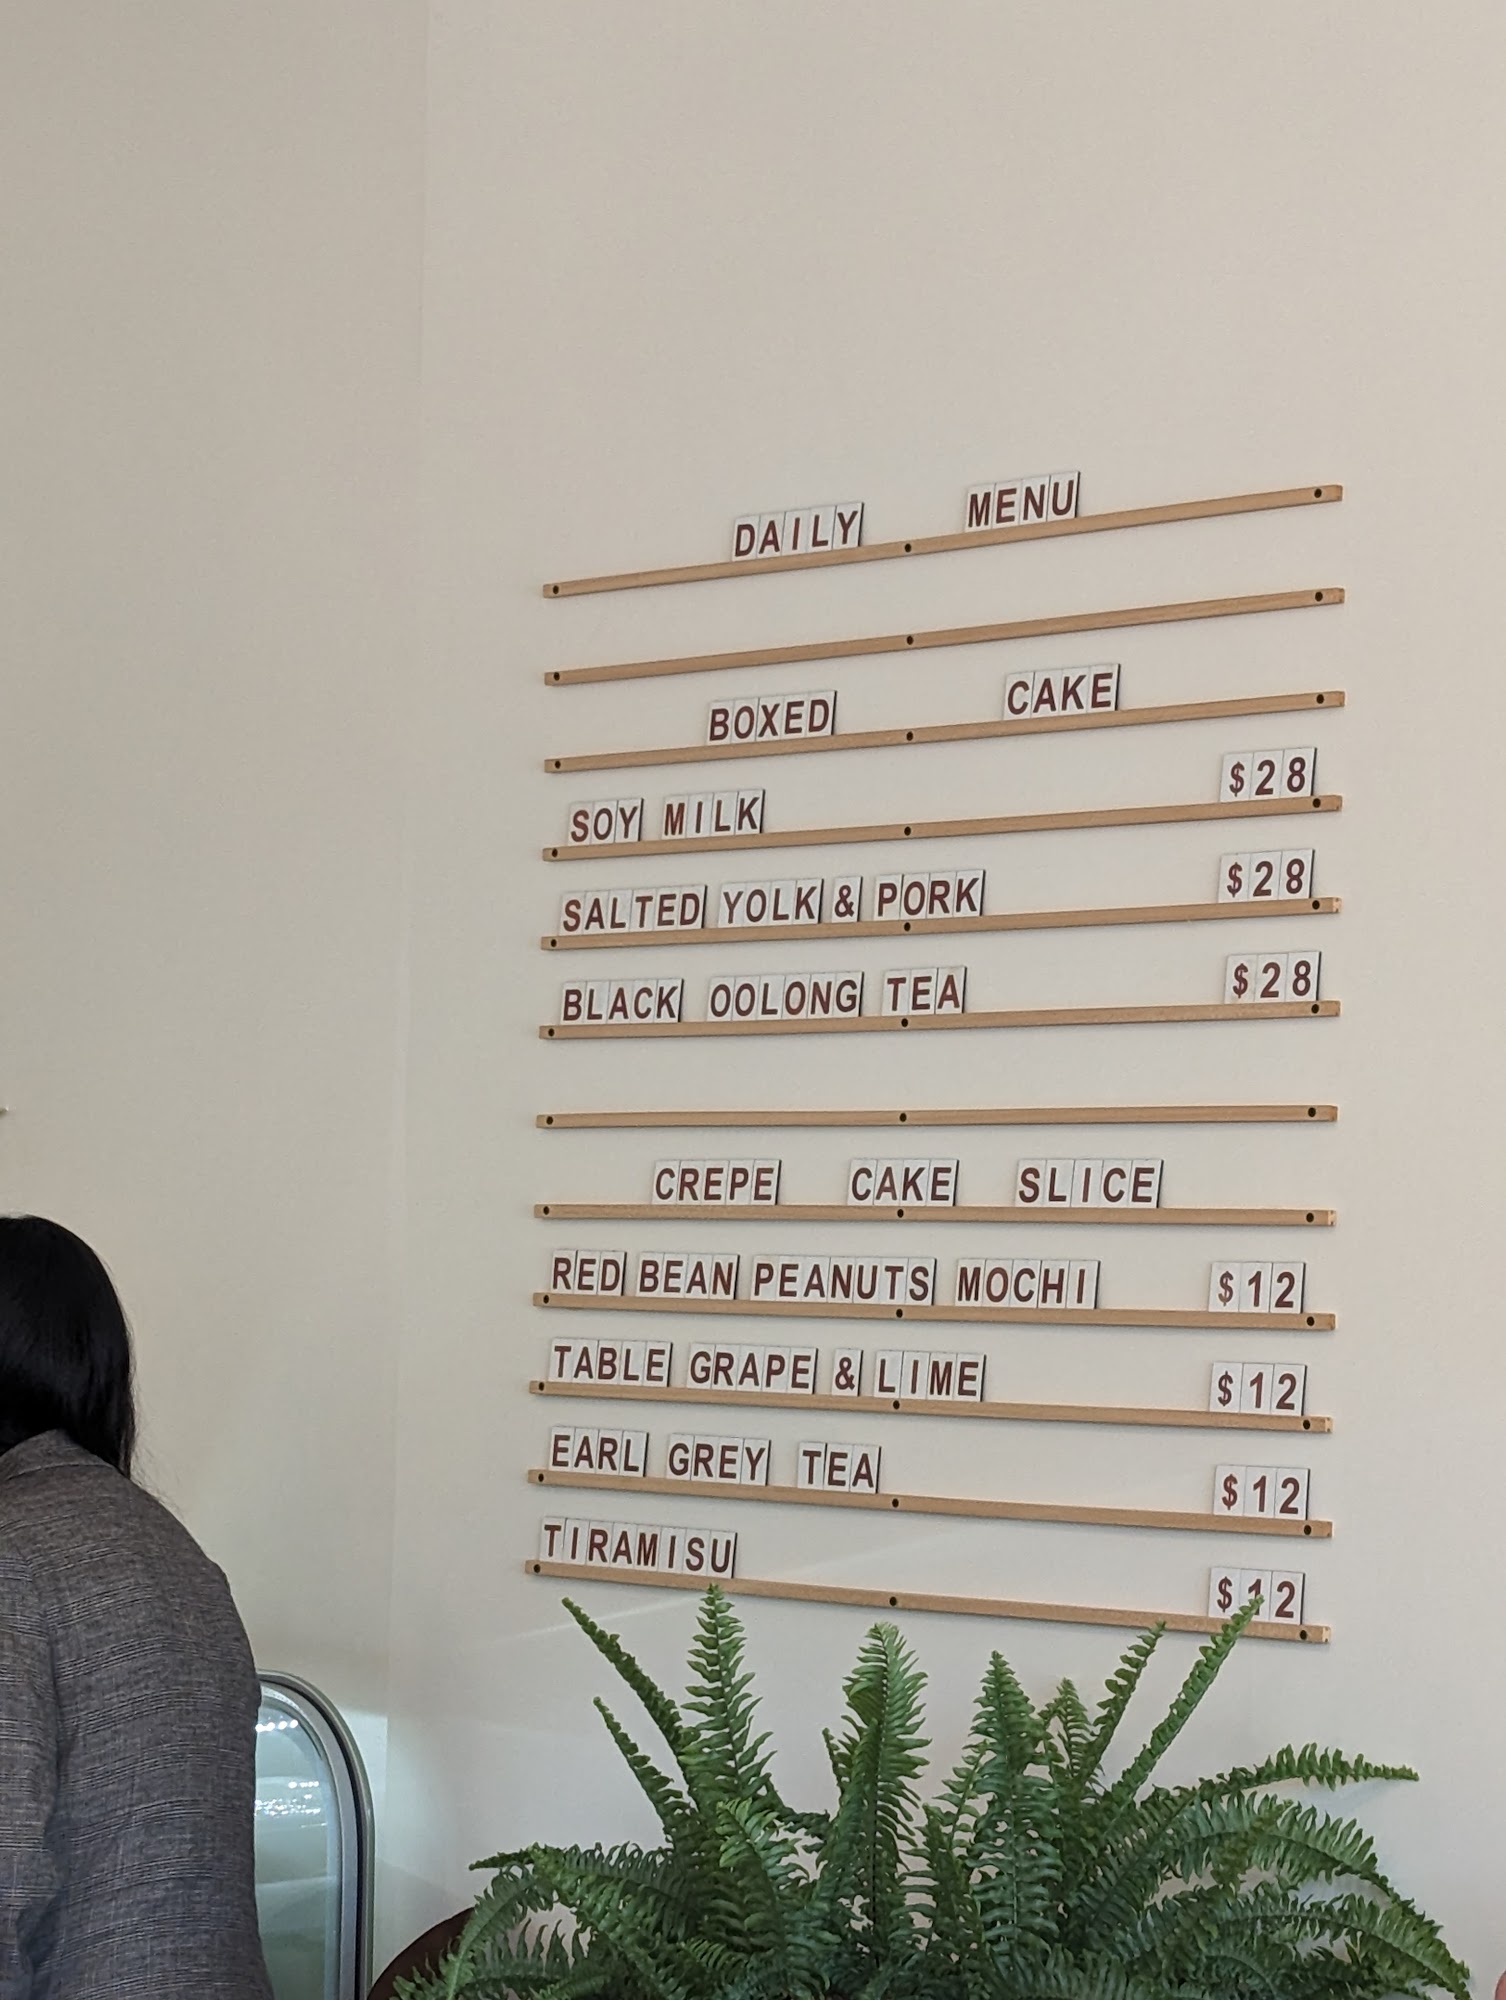 DAILY MENU
BOXED CAKE
SOY MILK $28
SALTED YOLK & PORK $28
BLACK OOLONG TEA $28
CREPE CAKE SLICE
RED BEAN PEANUTS MOCHI $12
TABLE GRAPE & LIME $12
EARL GREY TEA $12
TIRAMISU $12